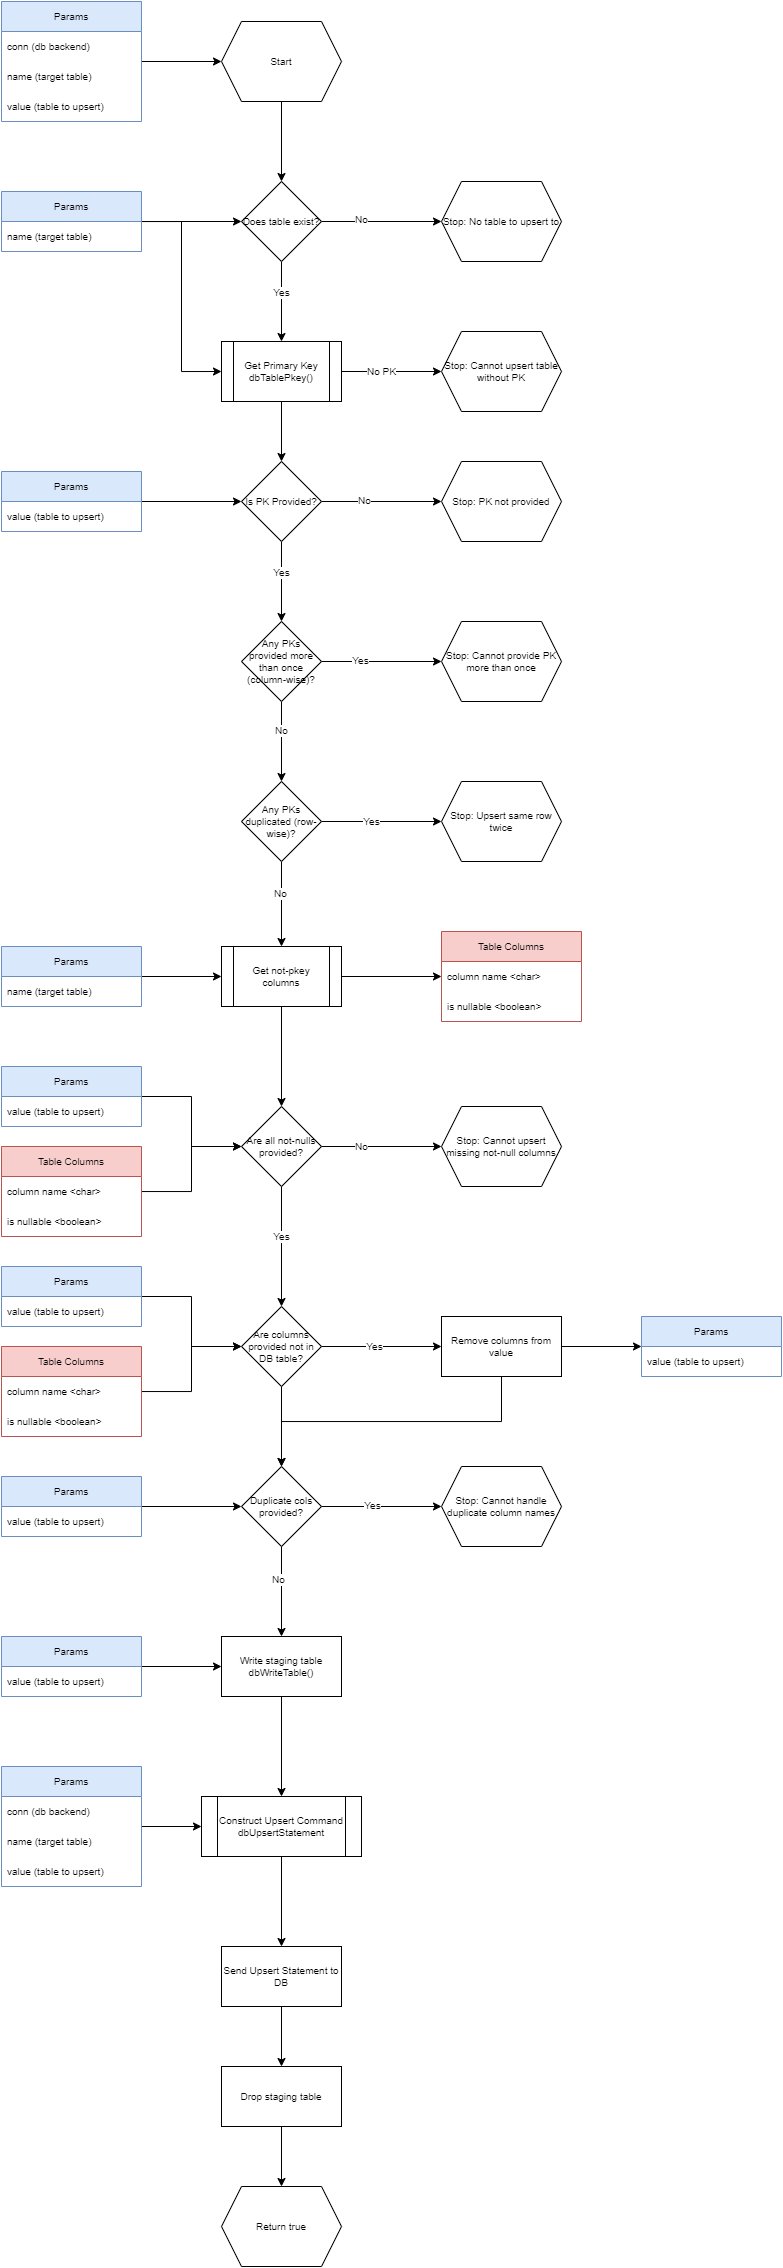 Params
conn (db backend)
name (target table)
value (table to upsert)
Start
Params
name (target table)
Does table exist?
No
Stop: No table to upsert to
Yes
Get Primary Key
dbTablePkey()
No PK
Stop: Cannot upsert table
without PK
Params
value (table to upsert)
Is PK Provided?
No
Stop: PK not provided
Yes
Any PKs
provided more
than once
(column-wise)?
Yes
Stop: Cannot provide PK
more than once
No
Any PKs
duplicated (row-
wise)?
Yes
Stop: Upsert same row
twice
No
Params
name (target table)
Get not-pkey
columns
Table Columns
column name <char>
is nullable <boolean>
Params
value (table to upsert)
Table Columns
column name <char>
is nullable <boolean>
Are all not-nulls
provided?
No
Stop: Cannot upsert
missing not-null columns
Yes
Params
value (table to upsert)
Table Columns
column name <char>
is nullable <boolean>
Are columns
provided not in
DB table?
Yes
Remove columns from
value
Params
value (table to upsert)
Params
value (table to upsert)
Duplicate cols
provided?
Yes
Stop: Cannot handle
duplicate column names
No
Params
value (table to upsert)
Write staging table
dbWriteTable()
Params
conn (db backend)
name (target table)
value (table to upsert)
Construct Upsert Command
dbUpsertStatement
Send Upsert Statement to
DB
Drop staging table
Return true